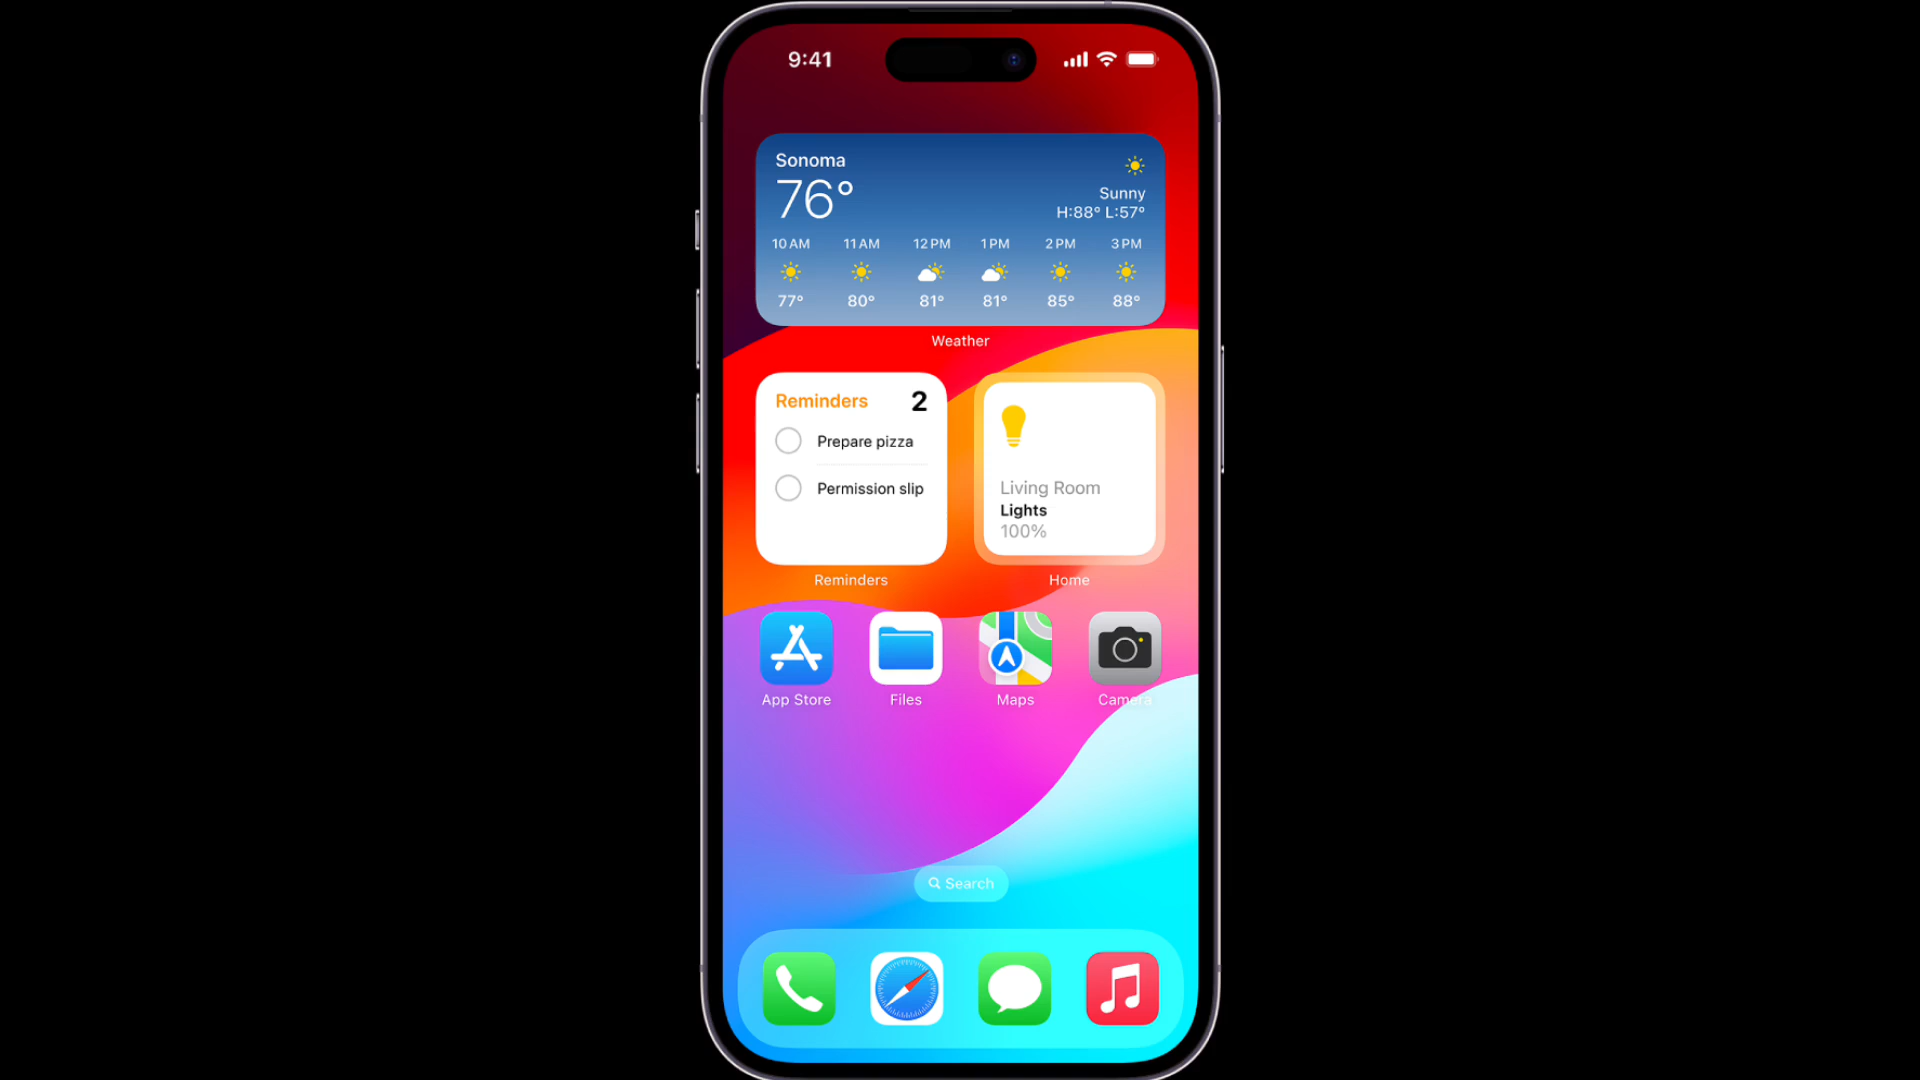 9:41
Sonoma
76°
Sunny
H:88° L:57°
10 AM 11 AM 12 PM 1 PM 2 PM 3 PM
77° 80° 81° 81° 85° 88°
Weather
Reminders 2
Prepare pizza
Permission slip
Living Room
Lights
100%
Reminders Home
App Store Files Maps Camera
Search